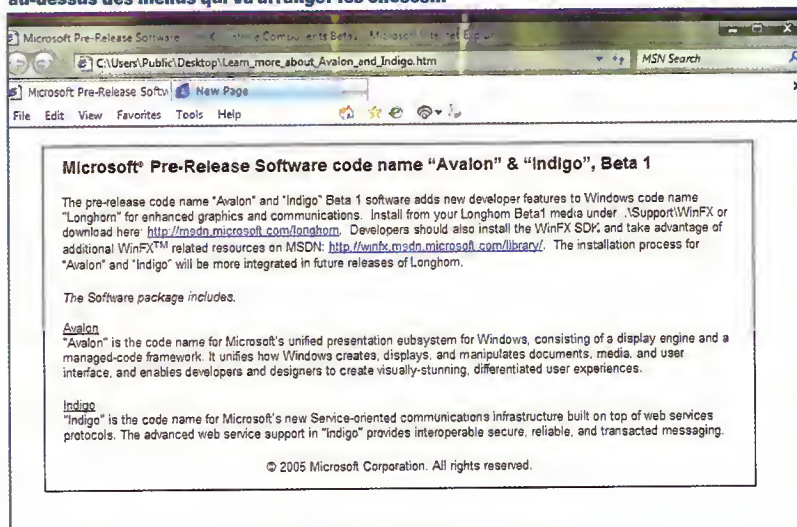 au-dessus des menus qui va arranger les choses...
Microsoft Pre-Release Software
C:\Users\Public\Desktop\Learn_more_about_Avalon_and_Indigo.htm
MSN Search
Microsoft Pre-Release Softw New Page
File Edit View Favorites Tools Help
Microsoft® Pre-Release Software code name “Avalon” & “Indigo”, Beta 1
The pre-release code name "Avalon" and "Indigo" Beta 1 software adds new developer features to Windows code name
"Longhorn" for enhanced graphics and communications. Install from your Longhorn Beta1 media under .\Support\WinFX or
download here: http://msdn.microsoft.com/longhorn. Developers should also install the WinFX SDK and take advantage of
additional WinFX™ related resources on MSDN: http://winfx.msdn.microsoft.com/library/. The installation process for
"Avalon" and "Indigo" will be more integrated in future releases of Longhorn.
The Software package includes.
Avalon
"Avalon" is the code name for Microsoft's unified presentation subsystem for Windows, consisting of a display engine and a
managed-code framework. It unifies how Windows creates, displays, and manipulates documents, media, and user
interface, and enables developers and designers to create visually-stunning, differentiated user experiences.
Indigo
"Indigo" is the code name for Microsoft's new Service-oriented communications infrastructure built on top of web services
protocols. The advanced web service support in "Indigo" provides interoperable secure, reliable, and transacted messaging.
© 2005 Microsoft Corporation. All rights reserved.